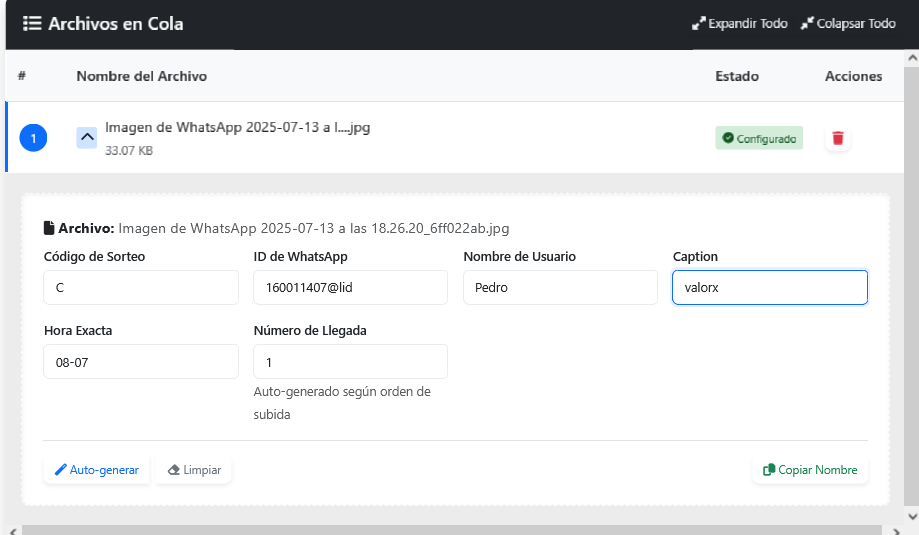 Archivos en Cola
Expandir Todo Colapsar Todo
# Nombre del Archivo Estado Acciones
1 Imagen de WhatsApp 2025-07-13 a l....jpg Configurado
33.07 KB
Archivo: Imagen de WhatsApp 2025-07-13 a las 18.26.20_6ff022ab.jpg
Código de Sorteo ID de WhatsApp Nombre de Usuario Caption
C 160011407@lid Pedro valorx
Hora Exacta Número de Llegada
08-07 1
Auto-generado según orden de
subida
Auto-generar Limpiar Copiar Nombre